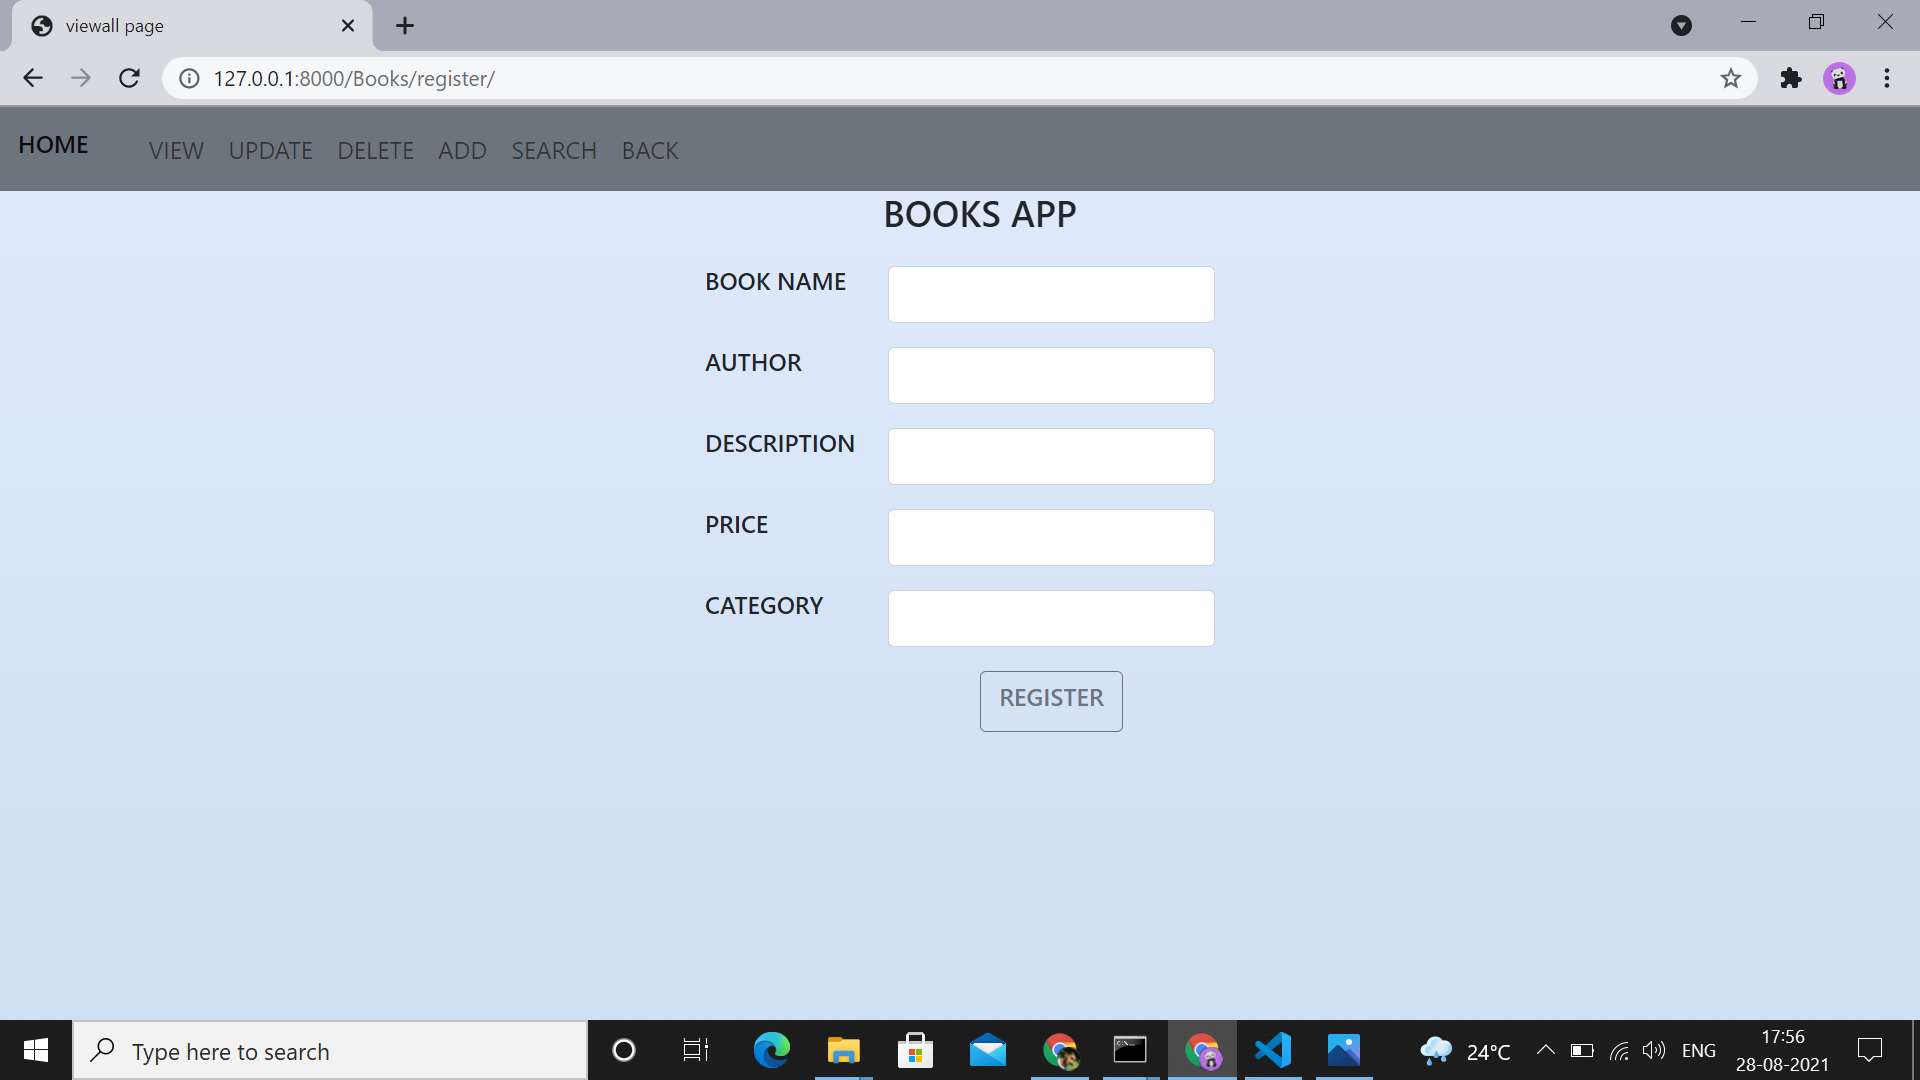 viewall page
127.0.0.1:8000/Books/register/
HOME VIEW UPDATE DELETE ADD SEARCH BACK
BOOKS APP
BOOK NAME
AUTHOR
DESCRIPTION
PRICE
CATEGORY
REGISTER
Type here to search
24°C ENG 17:56
28-08-2021